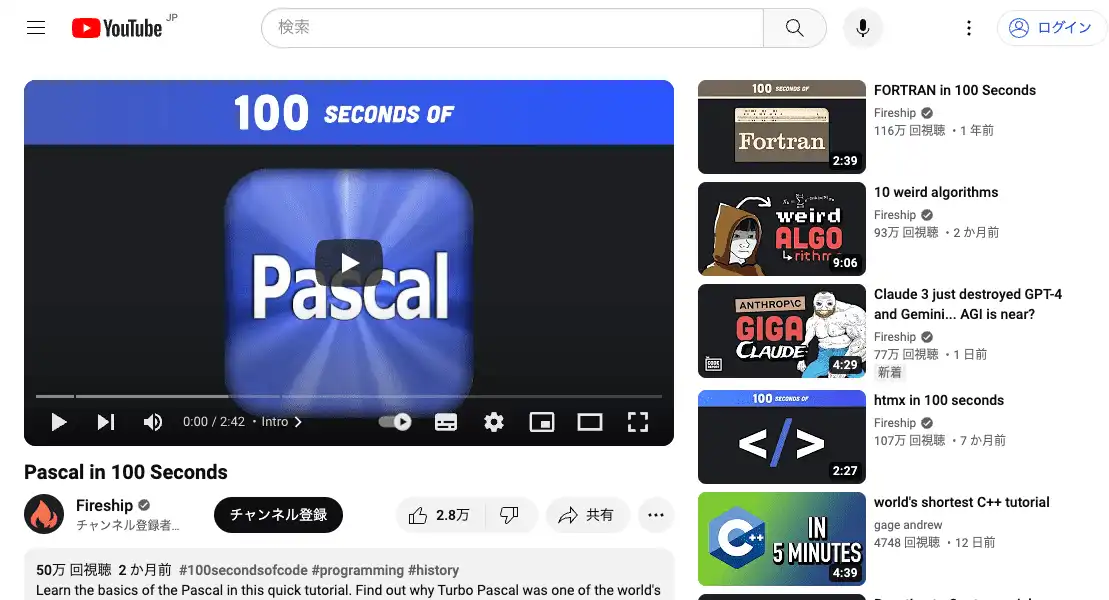 YouTube JP
検索
ログイン
100 SECONDS OF
Pascal
0:00 / 2:42 • Intro
Pascal in 100 Seconds
Fireship
チャンネル登録者...
チャンネル登録
2.8万
共有
50万 回視聴 2 か月前 #100secondsofcode #programming #history
Learn the basics of the Pascal in this quick tutorial. Find out why Turbo Pascal was one of the world's
100 SECONDS OF
Fortran
2:39
FORTRAN in 100 Seconds
Fireship
116万 回視聴 • 1 年前
weird
ALGO
rithm
9:06
10 weird algorithms
Fireship
93万 回視聴 • 2 か月前
ANTHROP\C
GIGA
CLAUDE
4:29
Claude 3 just destroyed GPT-4
and Gemini... AGI is near?
Fireship
77万 回視聴 • 1 日前
新着
100 SECONDS OF
</>
2:27
htmx in 100 seconds
Fireship
107万 回視聴 • 7 か月前
C++
IN
5 MINUTES
4:39
world's shortest C++ tutorial
gage andrew
4748 回視聴 • 12 日前